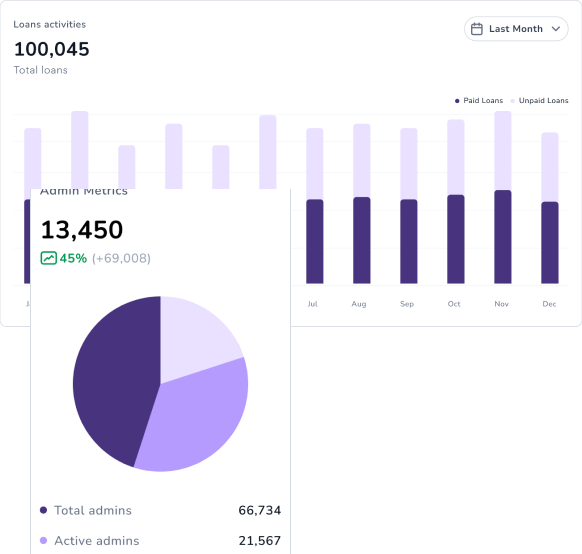 Loans activities
100,045
Total loans
Last Month
Paid Loans
Unpaid Loans
Admin Metrics
13,450
45% (+69,008)
Jul Aug Sep Oct Nov Dec
Total admins 66,734
Active admins 21,567